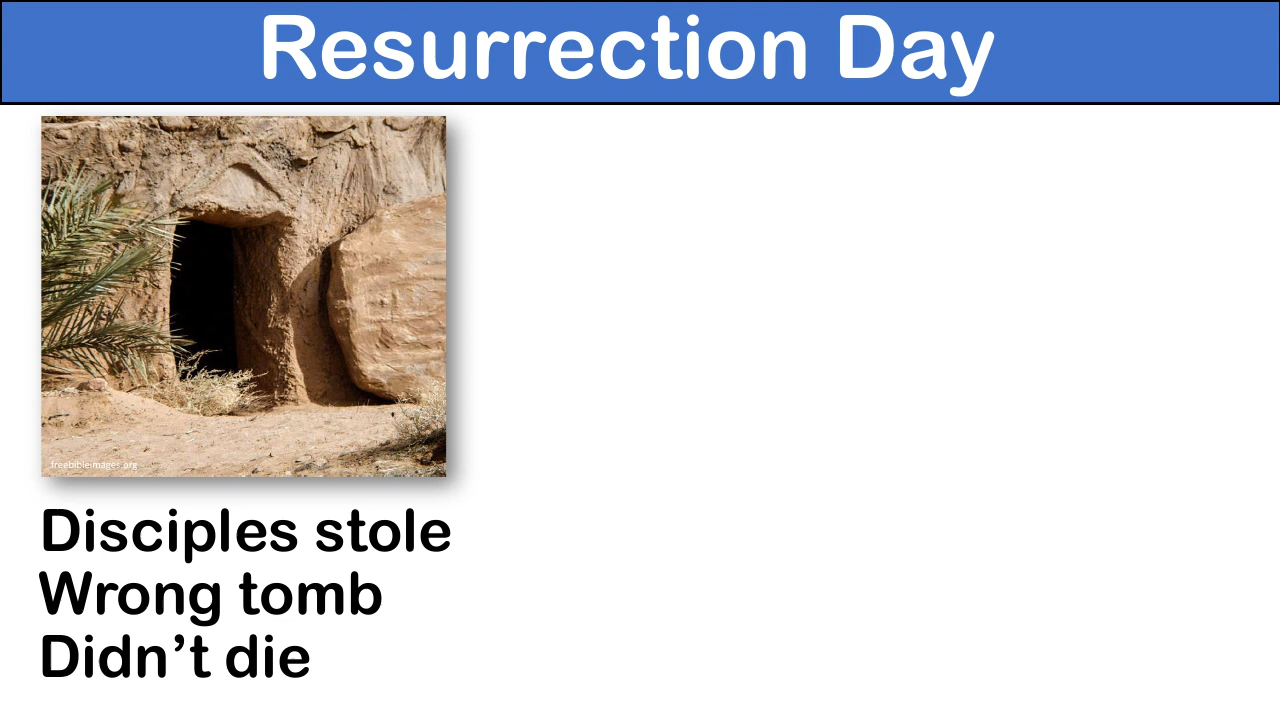 Resurrection Day
freebibleimages.org
Disciples stole
Wrong tomb
Didn’t die